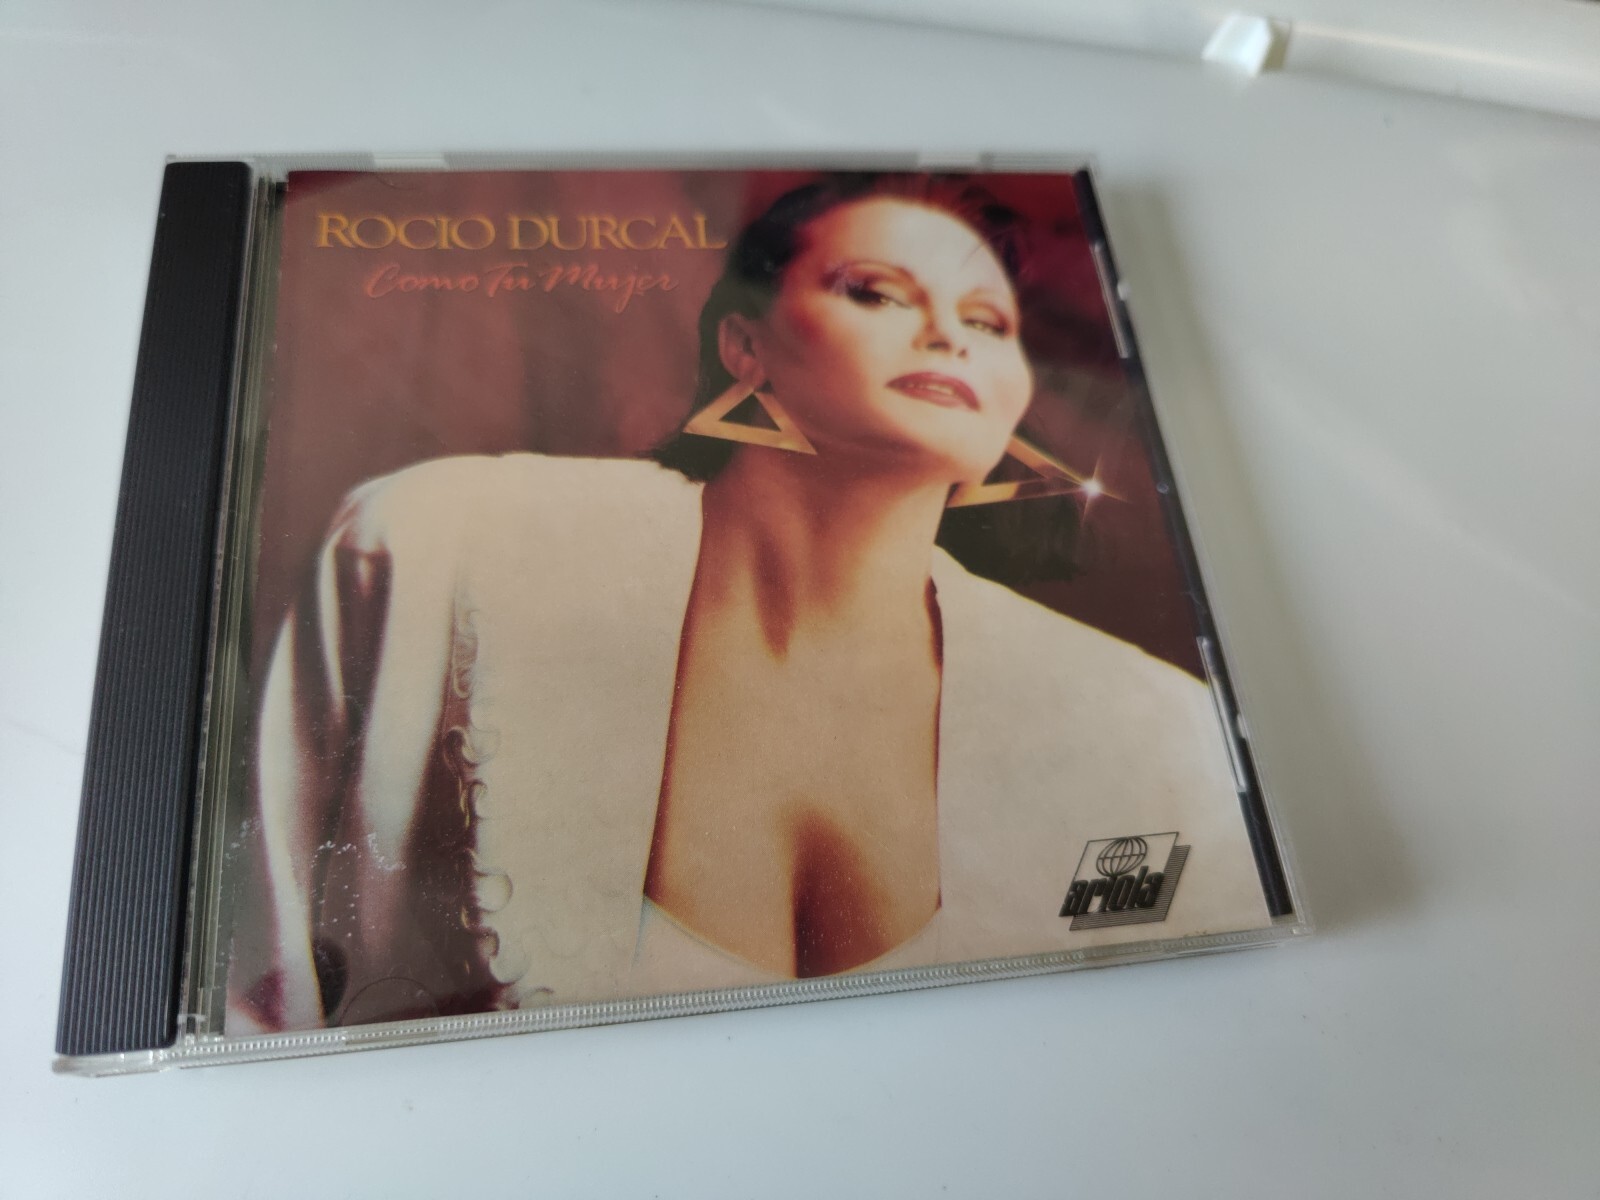 ROCIO DURCAL
Como Tu Mujer
ariola